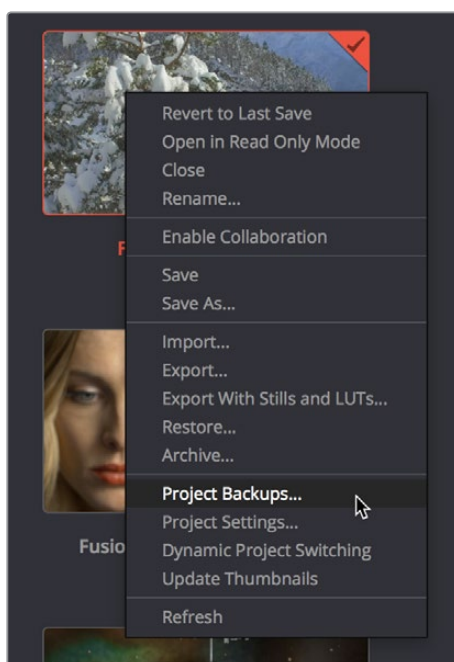 Revert to Last Save
Open in Read Only Mode
Close
Rename...
F
Enable Collaboration
Save
Save As...
Import...
Export...
Export With Stills and LUTs...
Restore...
Archive...
Project Backups...
Project Settings...
Fusio
Dynamic Project Switching
Update Thumbnails
Refresh